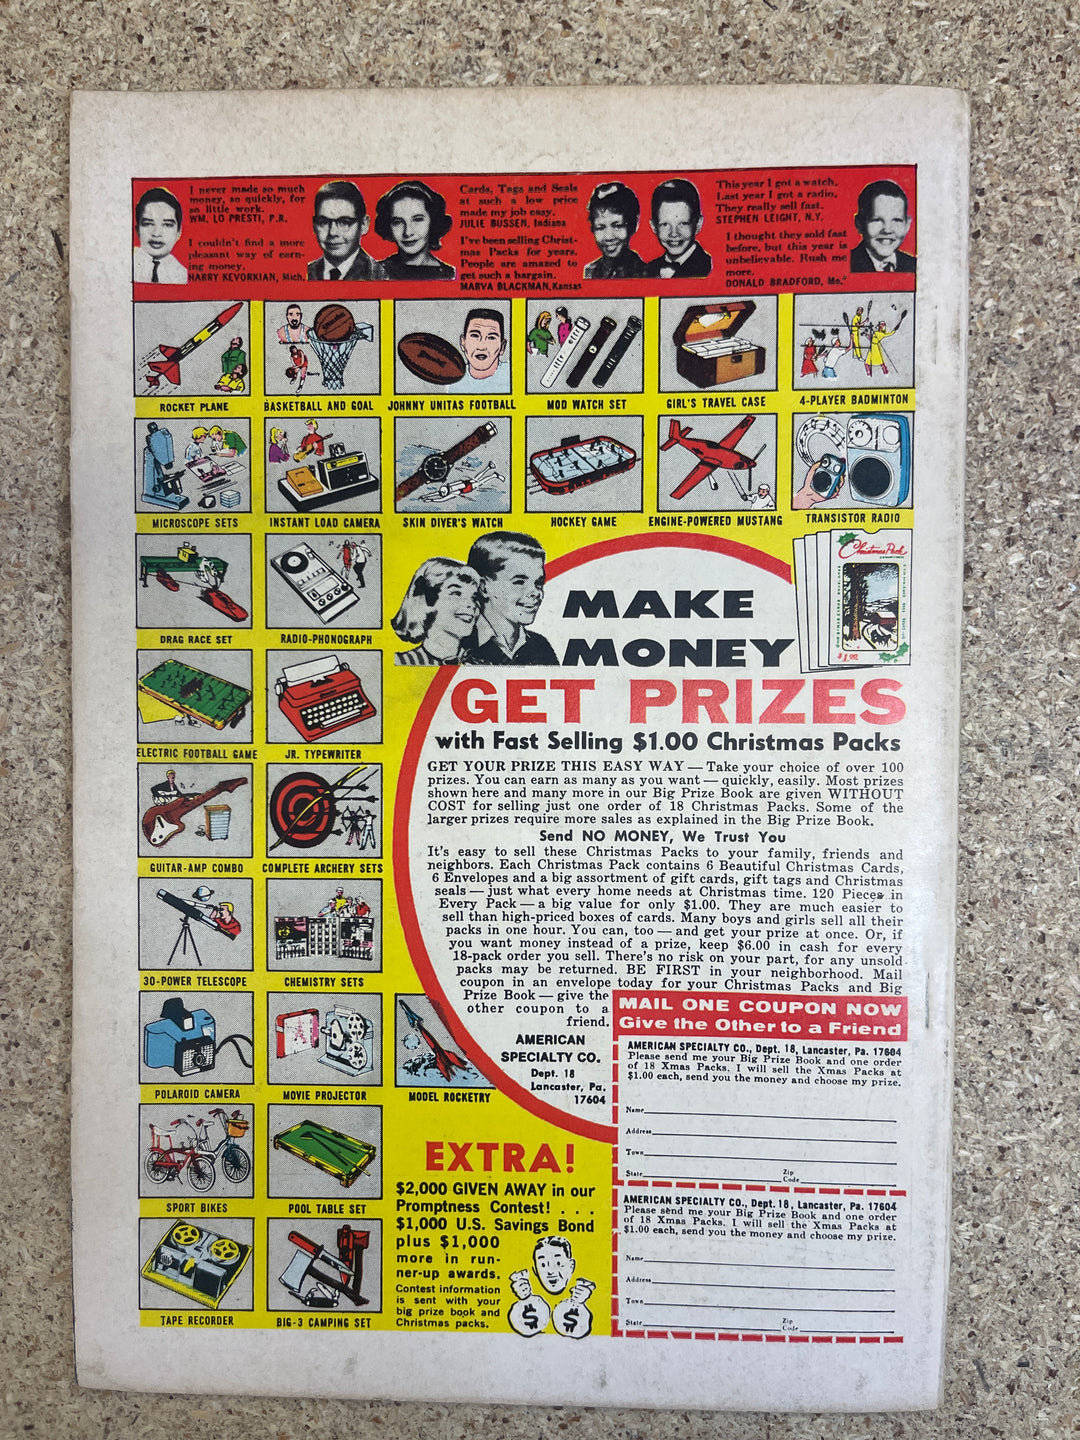 I never made so much
money, so quickly, for
so little work.
WM. LO PRESTI, P.R.
I couldn't find a more
pleasant way of earn-
ing money.
HARRY KEVORKIAN, Mich.
Cards, Tags and Seals
at such a low price
made my job easy.
JULIE BUSSEN, Indiana
I've been selling Christ-
mas Packs for years.
People are amazed to
get such a bargain.
MARVA BLACKMAN, Kansas
This year I got a watch,
Last year I got a radio,
They really sell fast.
STEPHEN LEIGHT, N.Y.
I thought they sold fast
before, but this year is
unbelievable. Rush me
more.
DONALD BRADFORD, Mo."
ROCKET PLANE
BASKETBALL AND GOAL
JOHNNY UNITAS FOOTBALL
MOD WATCH SET
GIRL'S TRAVEL CASE
4-PLAYER BADMINTON
MICROSCOPE SETS
INSTANT LOAD CAMERA
SKIN DIVER'S WATCH
HOCKEY GAME
ENGINE-POWERED MUSTANG
TRANSISTOR RADIO
DRAG RACE SET
RADIO-PHONOGRAPH
ELECTRIC FOOTBALL GAME
JR. TYPEWRITER
GUITAR-AMP COMBO
COMPLETE ARCHERY SETS
30-POWER TELESCOPE
CHEMISTRY SETS
POLAROID CAMERA
MOVIE PROJECTOR
MODEL ROCKETRY
SPORT BIKES
POOL TABLE SET
TAPE RECORDER
BIG-3 CAMPING SET
Christmas Pack
$1.00
MAKE
MONEY
GET PRIZES
with Fast Selling $1.00 Christmas Packs
GET YOUR PRIZE THIS EASY WAY — Take your choice of over 100
prizes. You can earn as many as you want — quickly, easily. Most prizes
shown here and many more in our Big Prize Book are given WITHOUT
COST for selling just one order of 18 Christmas Packs. Some of the
larger prizes require more sales as explained in the Big Prize Book.
Send NO MONEY, We Trust You
It's easy to sell these Christmas Packs to your family, friends and
neighbors. Each Christmas Pack contains 6 Beautiful Christmas Cards,
6 Envelopes and a big assortment of gift cards, gift tags and Christmas
seals — just what every home needs at Christmas time. 120 Pieces in
Every Pack — a big value for only $1.00. They are much easier to
sell than high-priced boxes of cards. Many boys and girls sell all their
packs in one hour. You can, too — and get your prize at once. Or, if
you want money instead of a prize, keep $6.00 in cash for every
18-pack order you sell. There's no risk on your part, for any unsold
packs may be returned. BE FIRST in your neighborhood. Mail
coupon in an envelope today for your Christmas Packs and Big
Prize Book — give the
other coupon to a
friend.
AMERICAN
SPECIALTY CO.
Dept. 18
Lancaster, Pa.
17604
EXTRA!
$2,000 GIVEN AWAY in our
Promptness Contest! . . .
$1,000 U.S. Savings Bond
plus $1,000
more in run-
ner-up awards.
Contest information
is sent with your
big prize book and
Christmas packs.
$ $
MAIL ONE COUPON NOW
Give the Other to a Friend
AMERICAN SPECIALTY CO., Dept. 18, Lancaster, Pa. 17604
Please send me your Big Prize Book and one order
of 18 Xmas Packs. I will sell the Xmas Packs at
$1.00 each, send you the money and choose my prize.
Name
Address
Town
State Zip Code
AMERICAN SPECIALTY CO., Dept. 18, Lancaster, Pa. 17604
Please send me your Big Prize Book and one order
of 18 Xmas Packs. I will sell the Xmas Packs at
$1.00 each, send you the money and choose my prize.
Name
Address
Town
State Zip Code